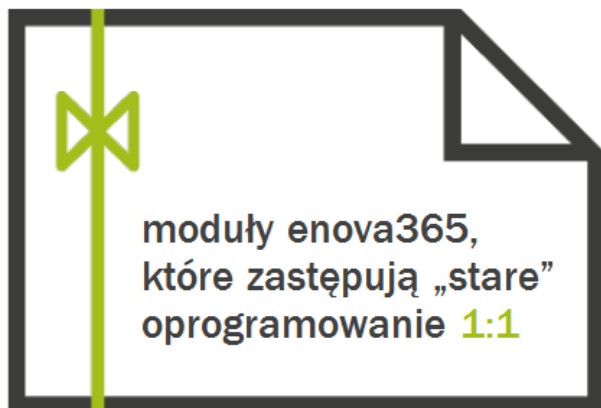 moduły enova365,
które zastępują „stare”
oprogramowanie 1:1